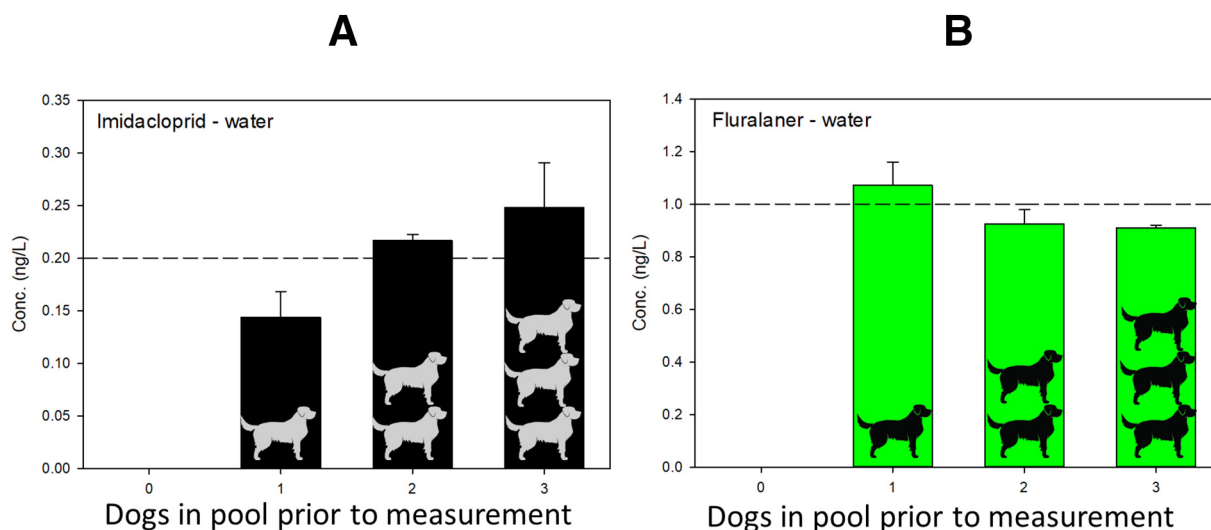 A
0.35
Imidacloprid - water
0.30
0.25
0.20
0.15
0.10
0.05
0.00
Conc. (ng/L)
0 1 2 3
Dogs in pool prior to measurement
B
1.4
Fluralaner - water
1.2
1.0
0.8
0.6
0.4
0.2
0.0
Conc. (ng/L)
0 1 2 3
Dogs in pool prior to measurement